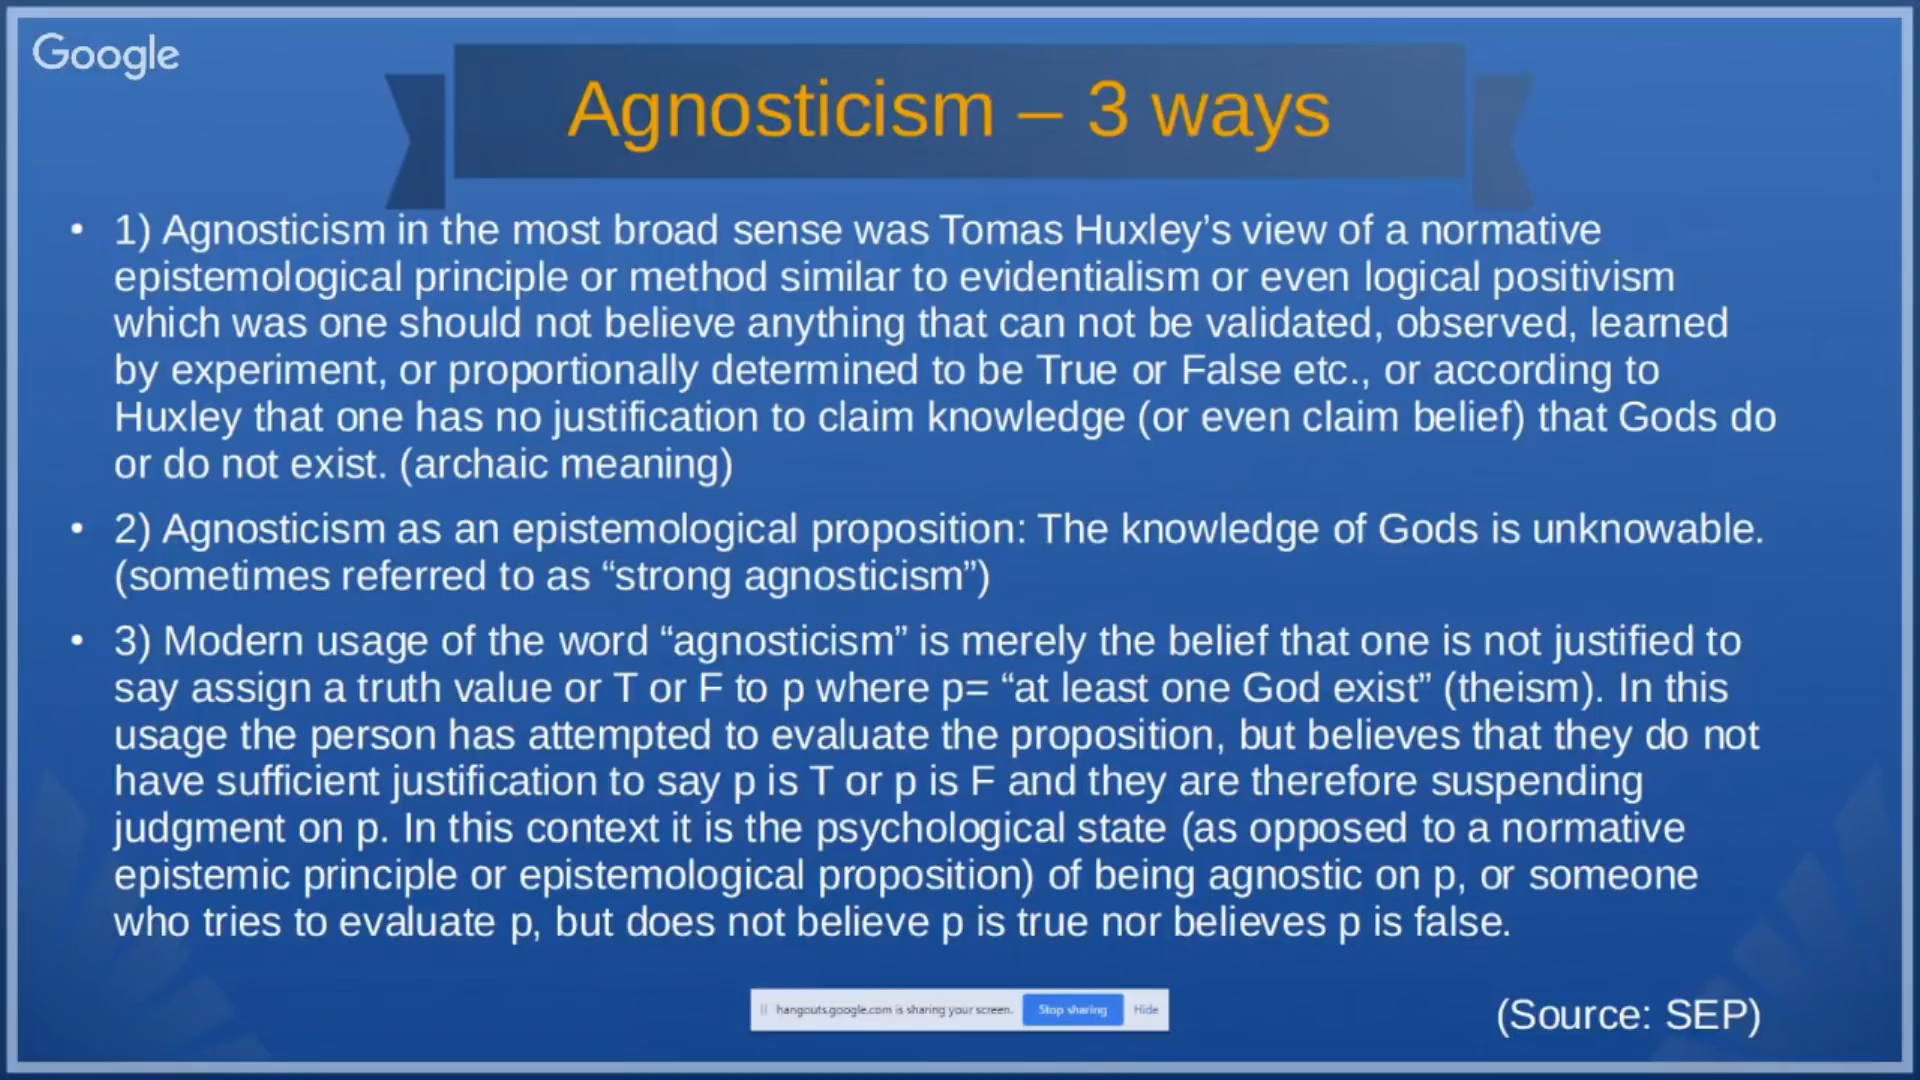 Google
Agnosticism – 3 ways
• 1) Agnosticism in the most broad sense was Tomas Huxley’s view of a normative
epistemological principle or method similar to evidentialism or even logical positivism
which was one should not believe anything that can not be validated, observed, learned
by experiment, or proportionally determined to be True or False etc., or according to
Huxley that one has no justification to claim knowledge (or even claim belief) that Gods do
or do not exist. (archaic meaning)
• 2) Agnosticism as an epistemological proposition: The knowledge of Gods is unknowable.
(sometimes referred to as “strong agnosticism”)
• 3) Modern usage of the word “agnosticism” is merely the belief that one is not justified to
say assign a truth value or T or F to p where p= “at least one God exist” (theism). In this
usage the person has attempted to evaluate the proposition, but believes that they do not
have sufficient justification to say p is T or p is F and they are therefore suspending
judgment on p. In this context it is the psychological state (as opposed to a normative
epistemic principle or epistemological proposition) of being agnostic on p, or someone
who tries to evaluate p, but does not believe p is true nor believes p is false.
hangouts.google.com is sharing your screen. Stop sharing Hide
(Source: SEP)